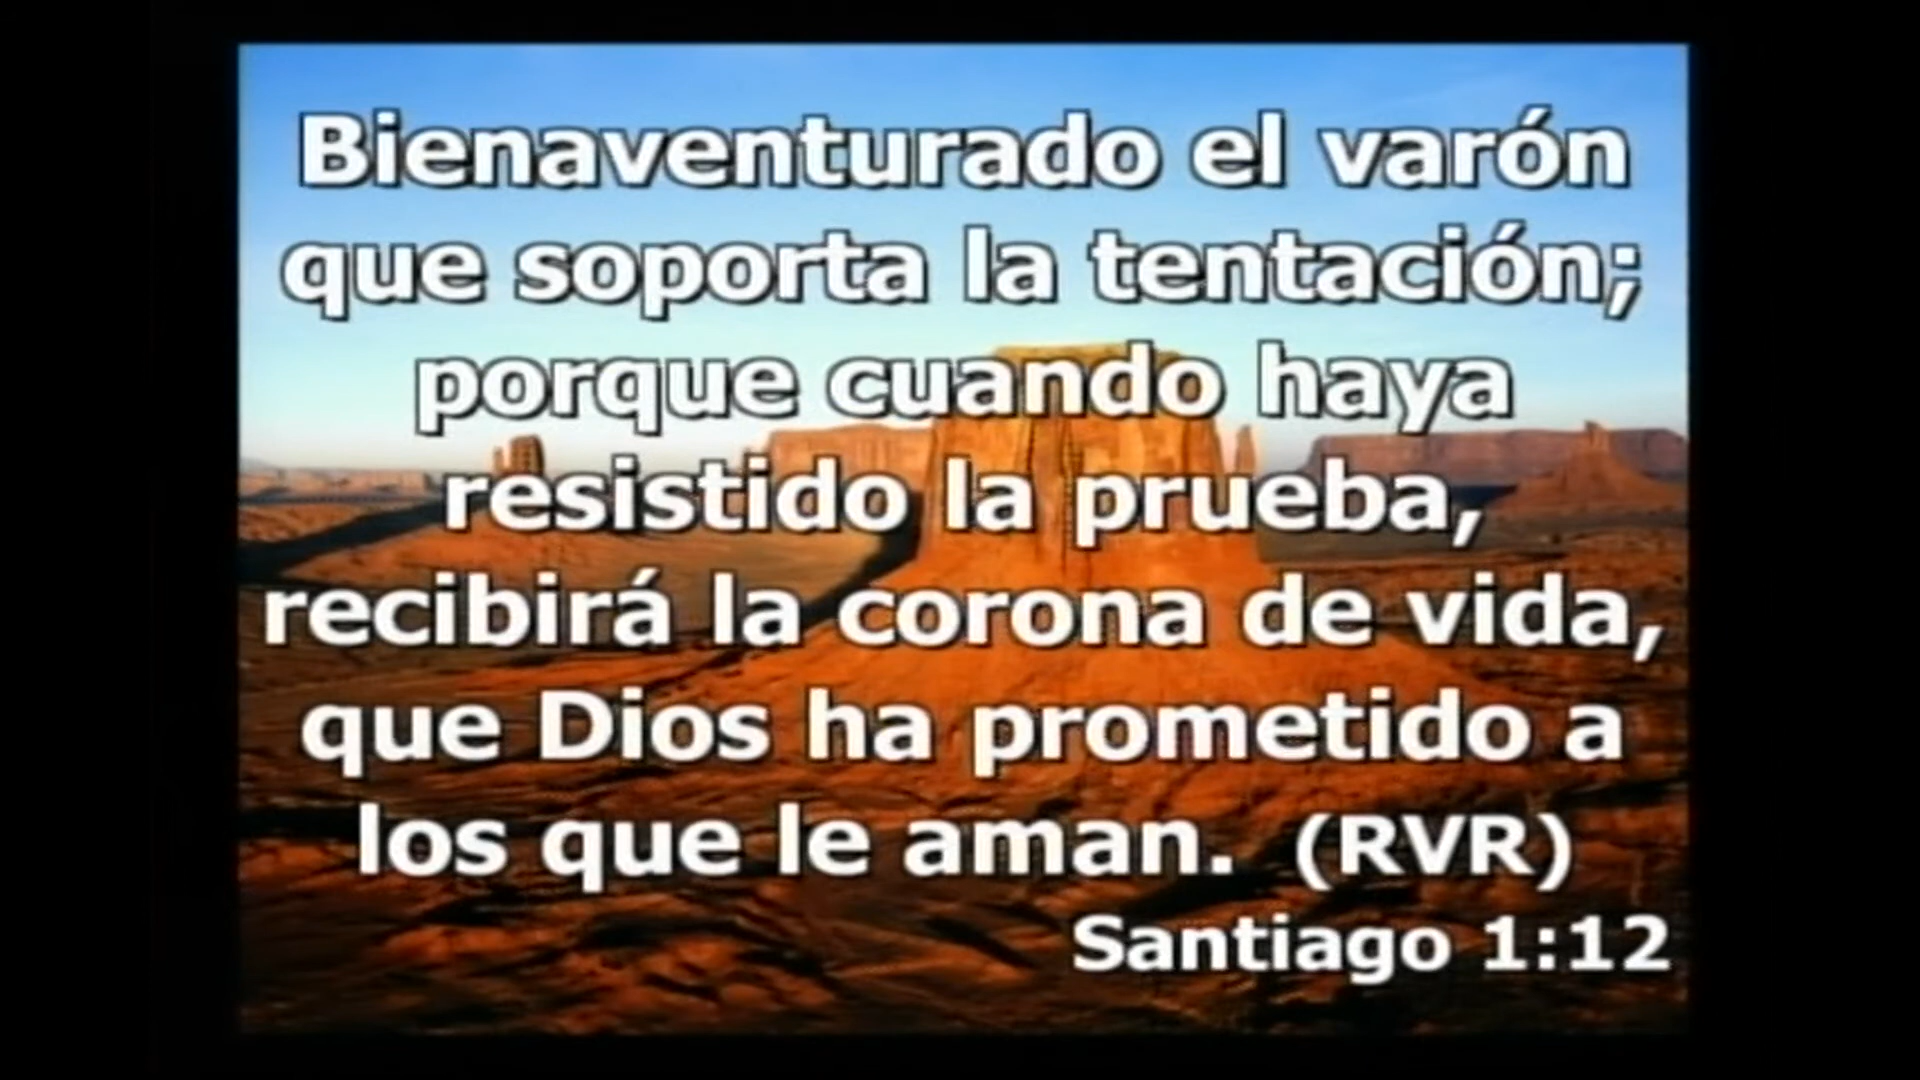 Bienaventurado el varón
que soporta la tentación;
porque cuando haya
resistido la prueba,
recibirá la corona de vida,
que Dios ha prometido a
los que le aman. (RVR)
Santiago 1:12